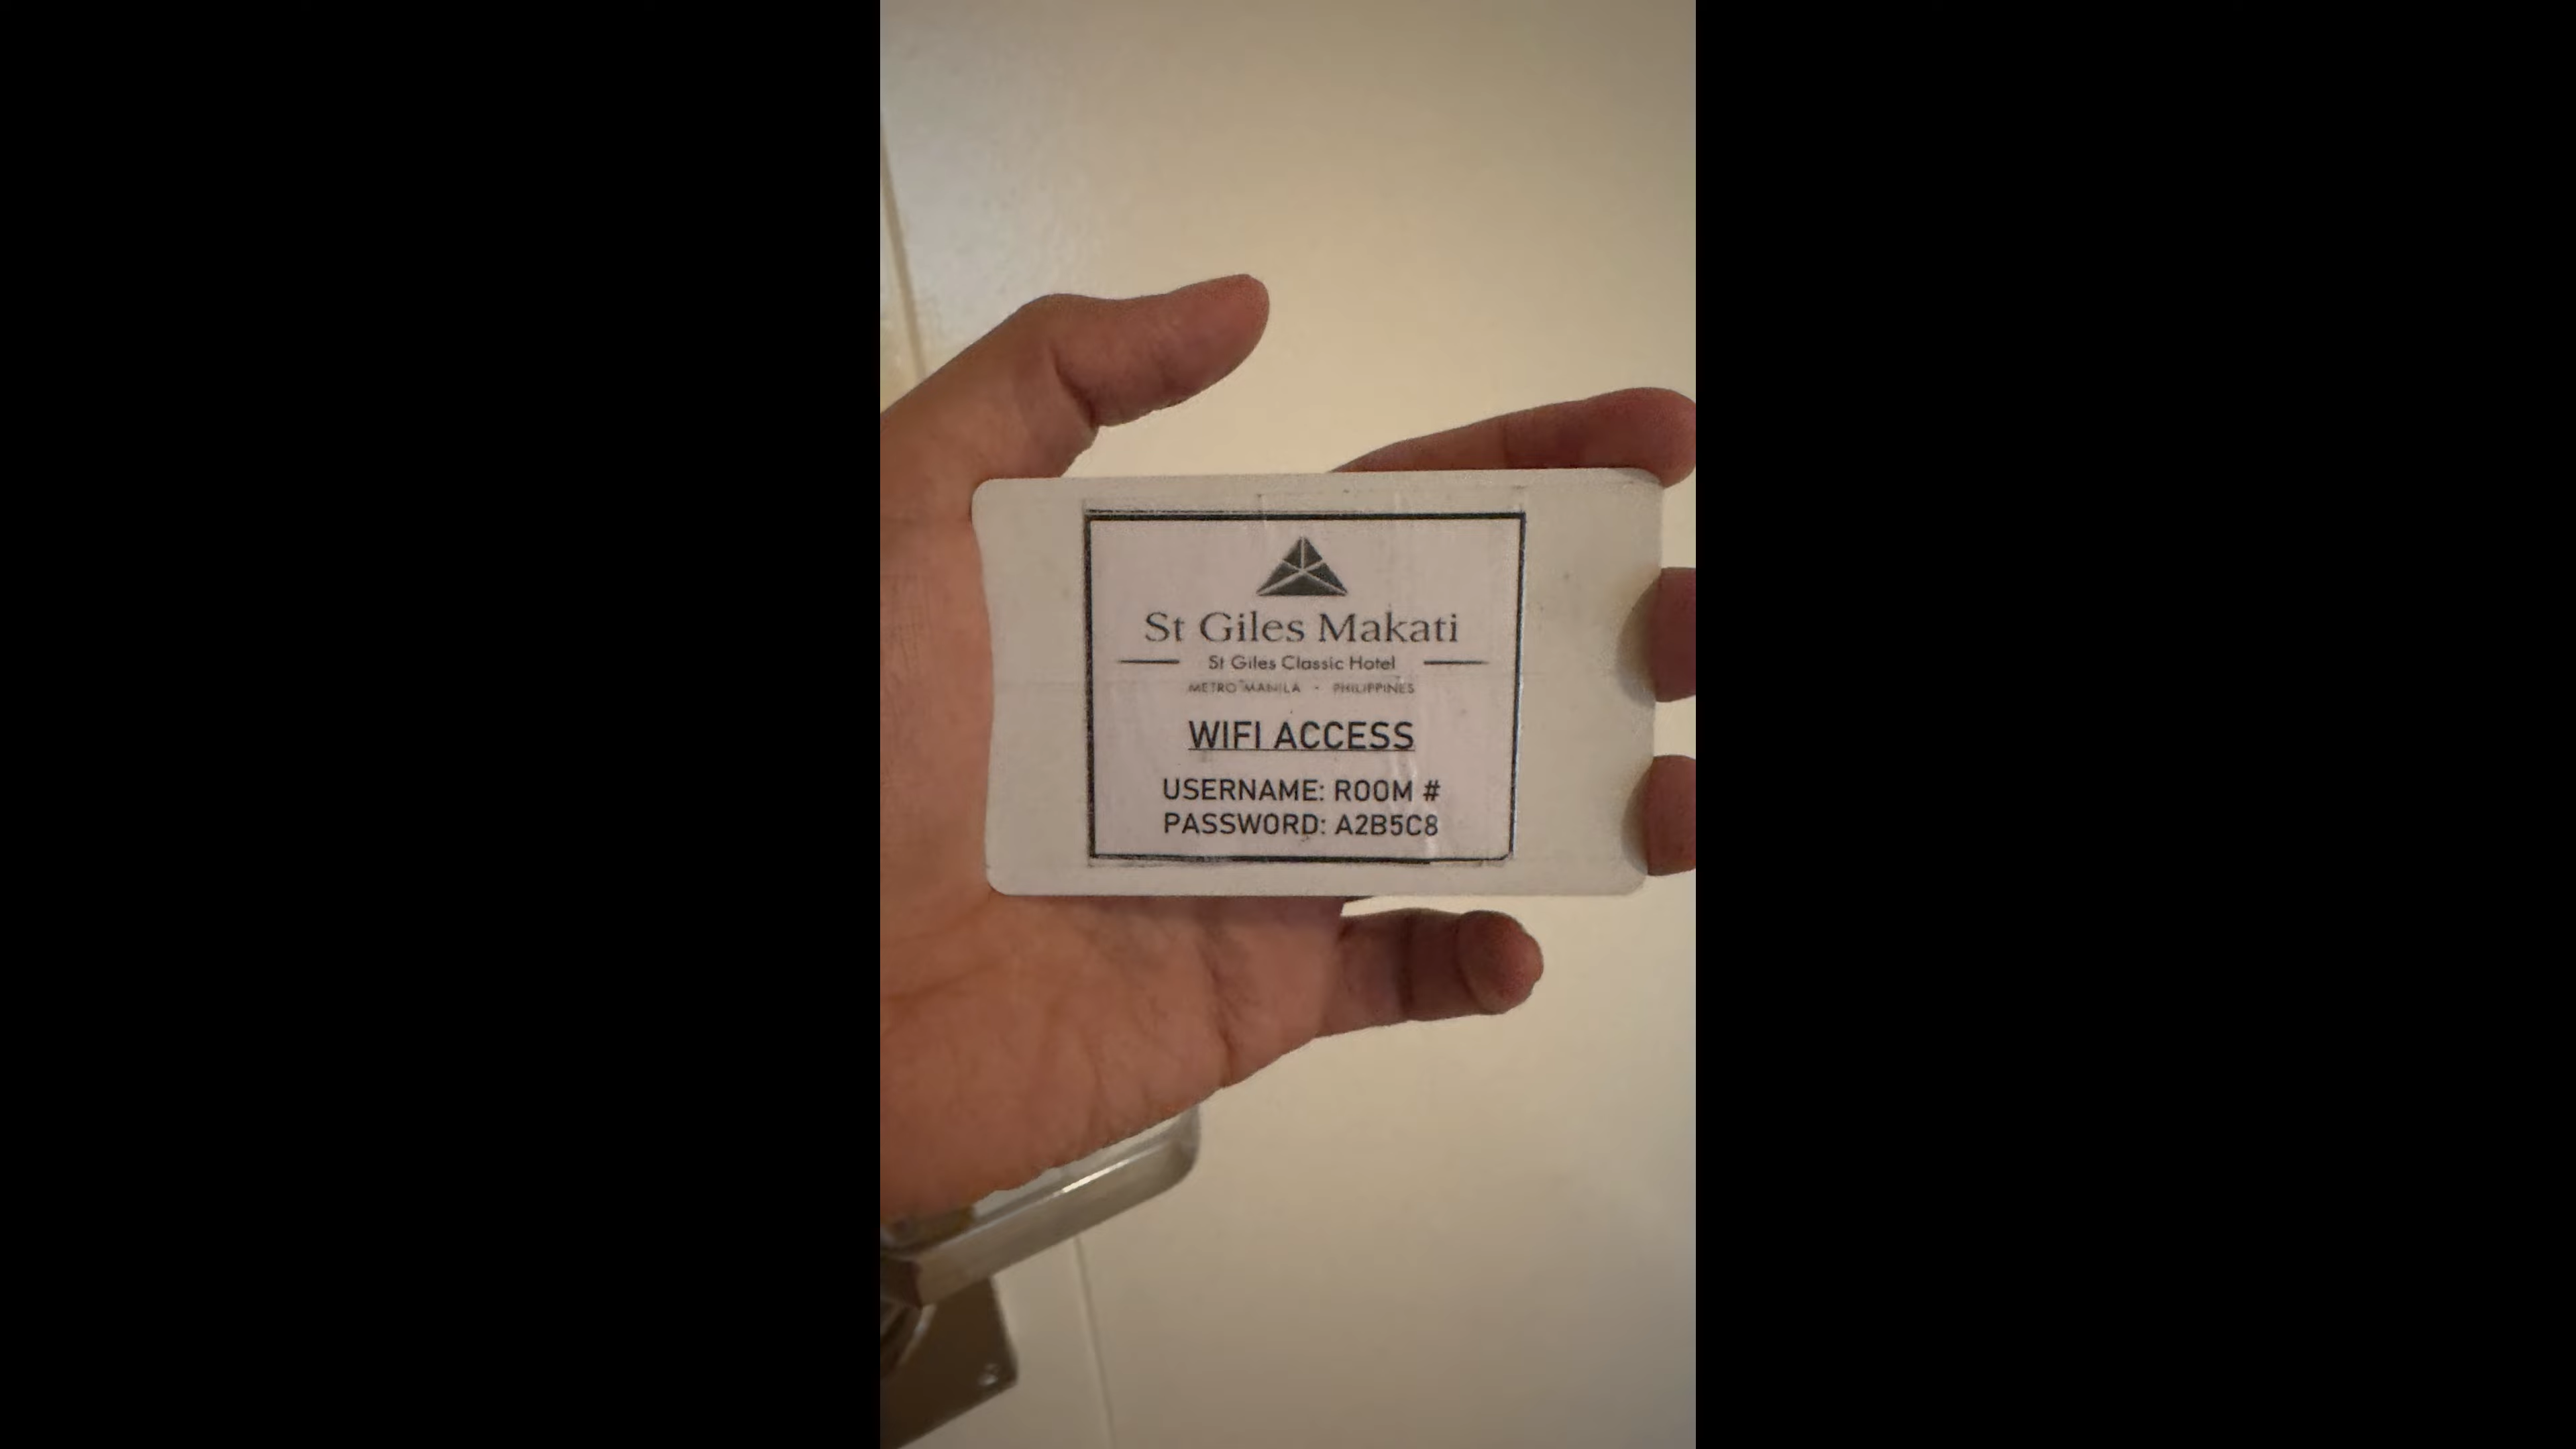 St Giles Makati
St Giles Classic Hotel
METRO MANILA · PHILIPPINES
WIFI ACCESS
USERNAME: ROOM #
PASSWORD: A2B5C8